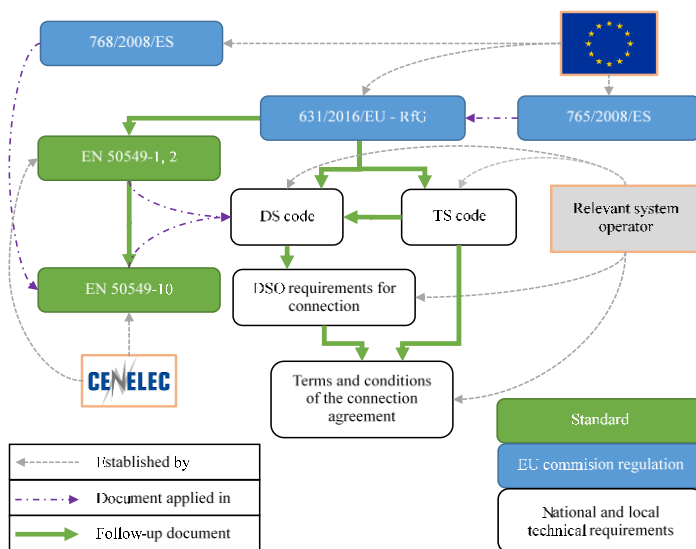 768/2008/ES
631/2016/EU - RfG
765/2008/ES
EN 50549-1, 2
DS code
TS code
Relevant system
operator
EN 50549-10
DSO requirements for
connection
CENELEC
Terms and conditions
of the connection
agreement
Standard
EU commision regulation
National and local
technical requirements
Established by
Document applied in
Follow-up document